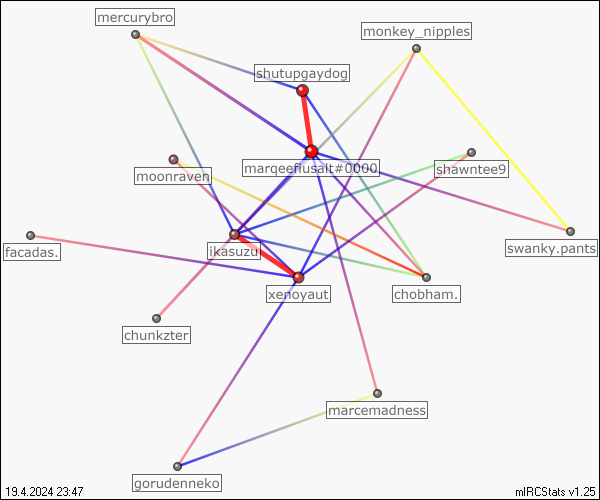 mercurybro
monkey_nipples
shutupgaydog
marqeeflusalt#0000
shawntee9
moonraven
facadas.
ikasuzu
swanky.pants
xenoyaut
chobham.
chunkzter
marcemadness
gorudenneko
19.4.2024 23:47
mIRCStats v1.25